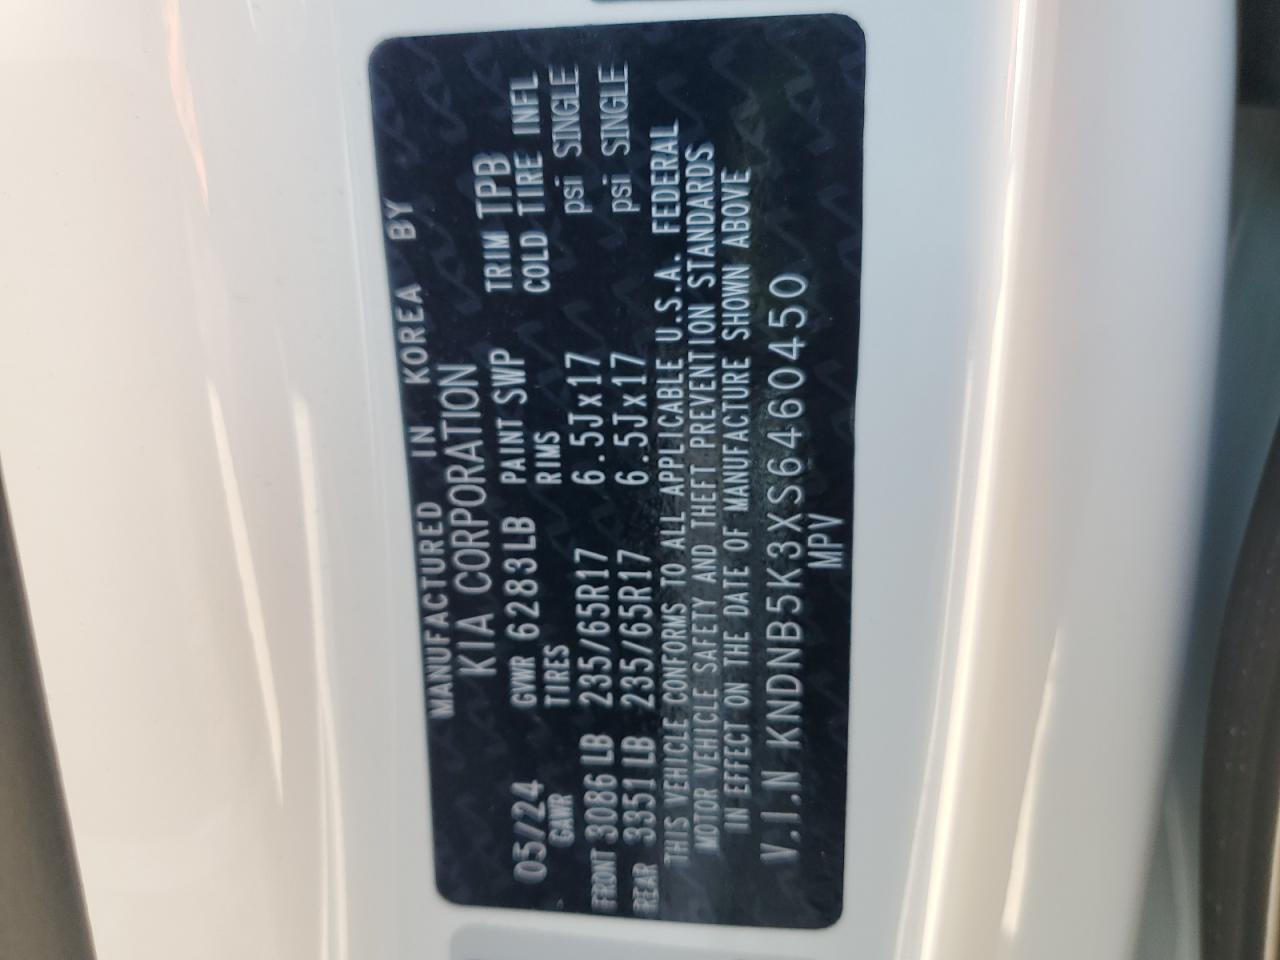 MANUFACTURED IN KOREA BY
KIA CORPORATION
05/24 GVWR 6283LB PAINT SWP TRIM TPB
GAWR TIRES RIMS COLD TIRE INFL
FRONT 3086 LB 235/65R17 6.5Jx17 psi SINGLE
REAR 3351 LB 235/65R17 6.5Jx17 psi SINGLE
THIS VEHICLE CONFORMS TO ALL APPLICABLE U.S.A. FEDERAL
MOTOR VEHICLE SAFETY AND THEFT PREVENTION STANDARDS
IN EFFECT ON THE DATE OF MANUFACTURE SHOWN ABOVE
V.I.N KNDNB5K3XS6460450
MPV